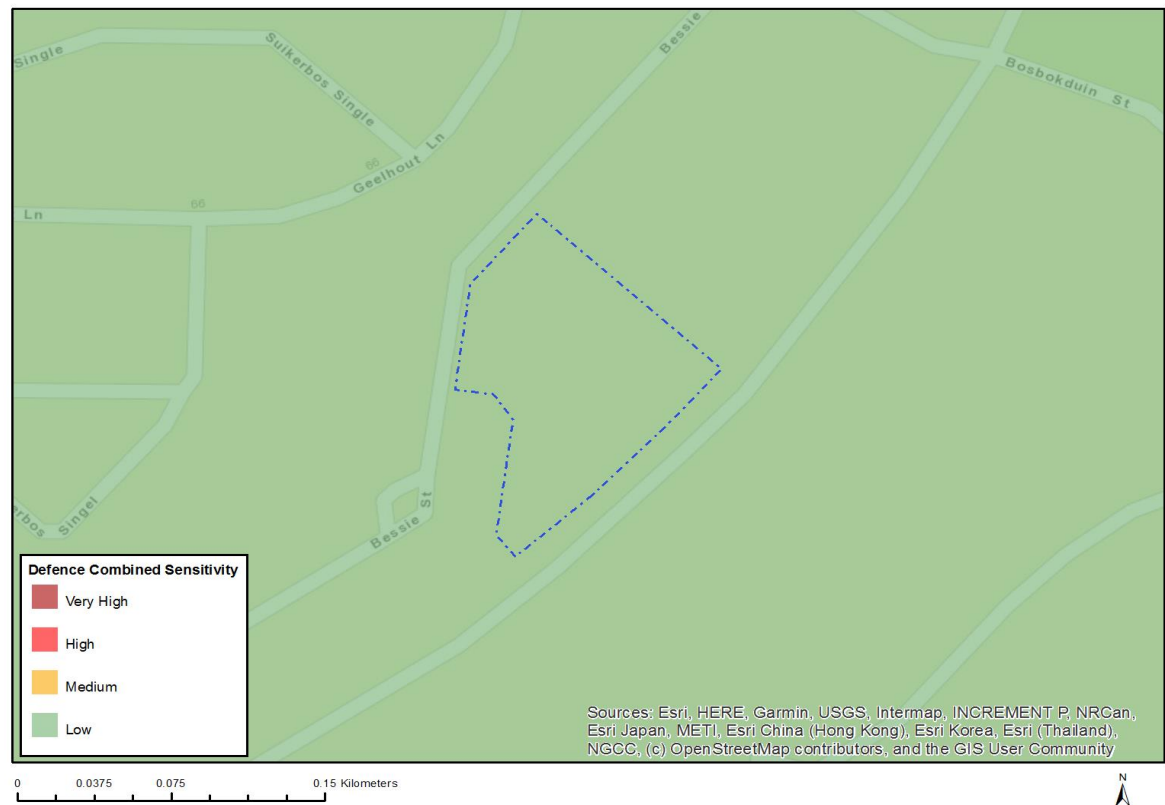 Single
Suikerbos Single
Bessie
Bosbokduin St
66
Geelhout Ln
66
Ln
St
Bessie
erbos Singel
Defence Combined Sensitivity
Very High
High
Medium
Low
Sources: Esri, HERE, Garmin, USGS, Intermap, INCREMENT P, NRCan,
Esri Japan, METI, Esri China (Hong Kong), Esri Korea, Esri (Thailand),
NGCC, (c) OpenStreetMap contributors, and the GIS User Community
0 0.0375 0.075 0.15 Kilometers
N